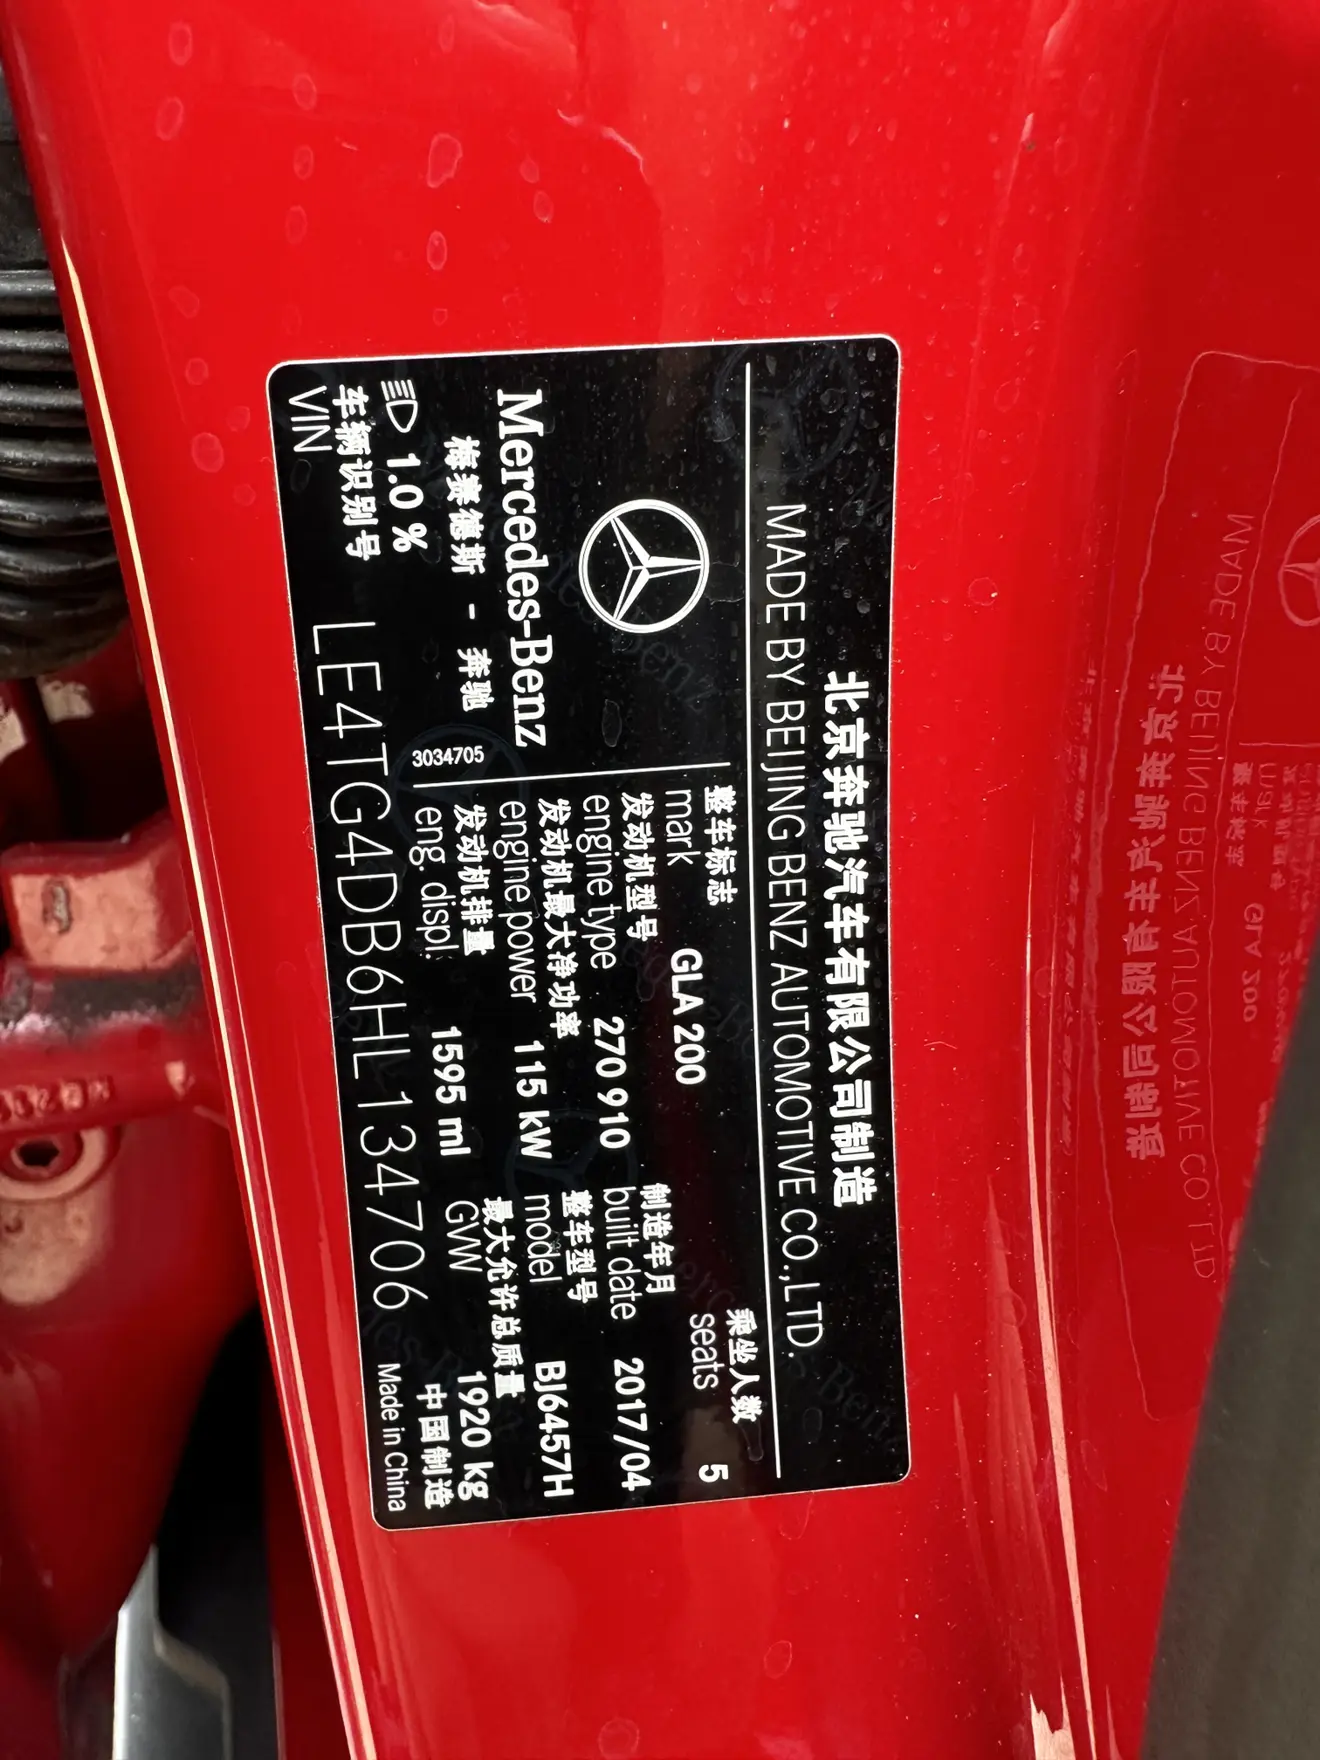 北京奔驰汽车有限公司制造
MADE BY BEIJING BENZ AUTOMOTIVE CO.,LTD.
Mercedes-Benz
梅赛德斯 - 奔驰
整车标志
mark GLA 200
乘坐人数
seats 5
发动机型号
engine type 270 910
制造年月
built date 2017/04
发动机最大净功率
engine power 115 kW
整车型号
model BJ6457H
发动机排量
eng. displ. 1595 ml
最大允许总质量
GVW 1920 kg
3034705
1.0 %
车辆识别号
VIN LE4TG4DB6HL134706
中国制造
Made in China